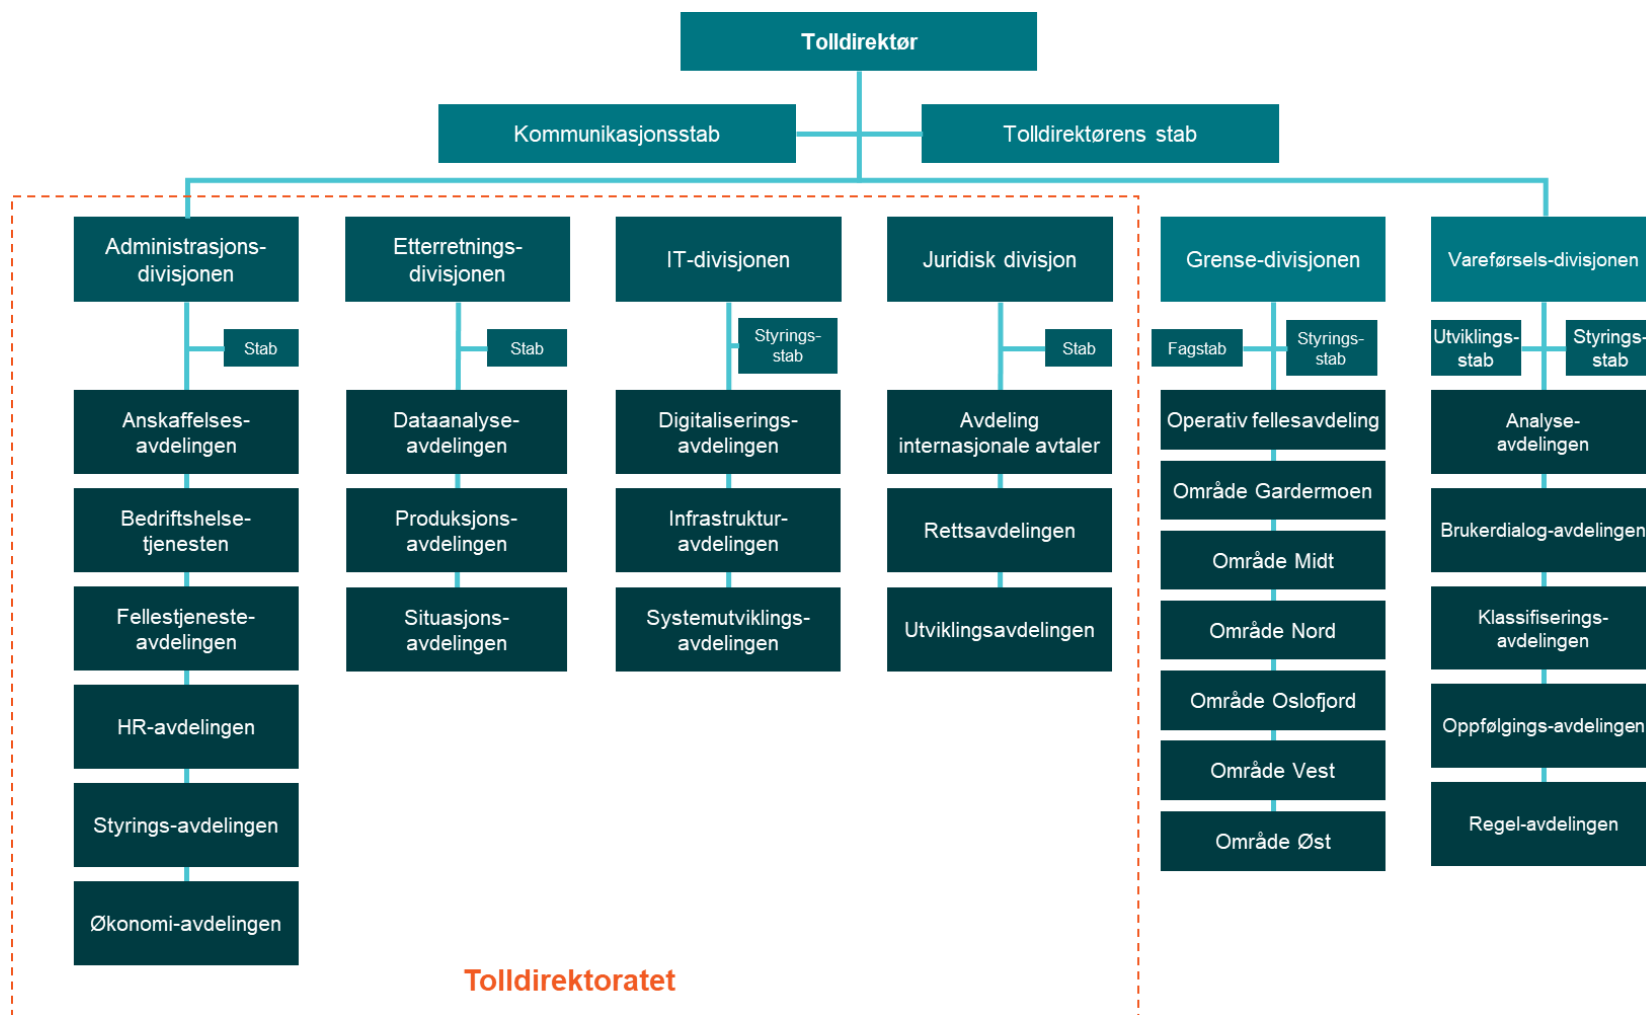 Tolldirektør
Kommunikasjonsstab
Tolldirektørens stab
Administrasjons-
divisjonen
Stab
Anskaffelses-
avdelingen
Bedriftshelse-
tjenesten
Fellestjeneste-
avdelingen
HR-avdelingen
Styrings-avdelingen
Økonomi-avdelingen
Etterretnings-
divisjonen
Stab
Dataanalyse-
avdelingen
Produksjons-
avdelingen
Situasjons-
avdelingen
IT-divisjonen
Styrings-
stab
Digitaliserings-
avdelingen
Infrastruktur-
avdelingen
Systemutviklings-
avdelingen
Juridisk divisjon
Stab
Avdeling
internasjonale avtaler
Rettsavdelingen
Utviklingsavdelingen
Tolldirektoratet
Grense-divisjonen
Fagstab
Styrings-
stab
Operativ fellesavdeling
Område Gardermoen
Område Midt
Område Nord
Område Oslofjord
Område Vest
Område Øst
Vareførsels-divisjonen
Utviklings-
stab
Styrings-
stab
Analyse-
avdelingen
Brukerdialog-avdelingen
Klassifiserings-
avdelingen
Oppfølgings-avdelingen
Regel-avdelingen